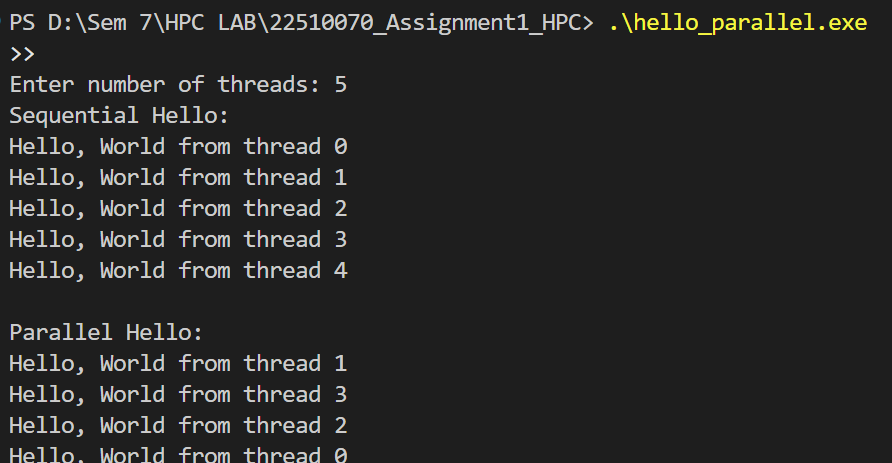 PS D:\Sem 7\HPC LAB\22510070_Assignment1_HPC> .\hello_parallel.exe
>>
Enter number of threads: 5
Sequential Hello:
Hello, World from thread 0
Hello, World from thread 1
Hello, World from thread 2
Hello, World from thread 3
Hello, World from thread 4

Parallel Hello:
Hello, World from thread 1
Hello, World from thread 3
Hello, World from thread 2
Hello, World from thread 0